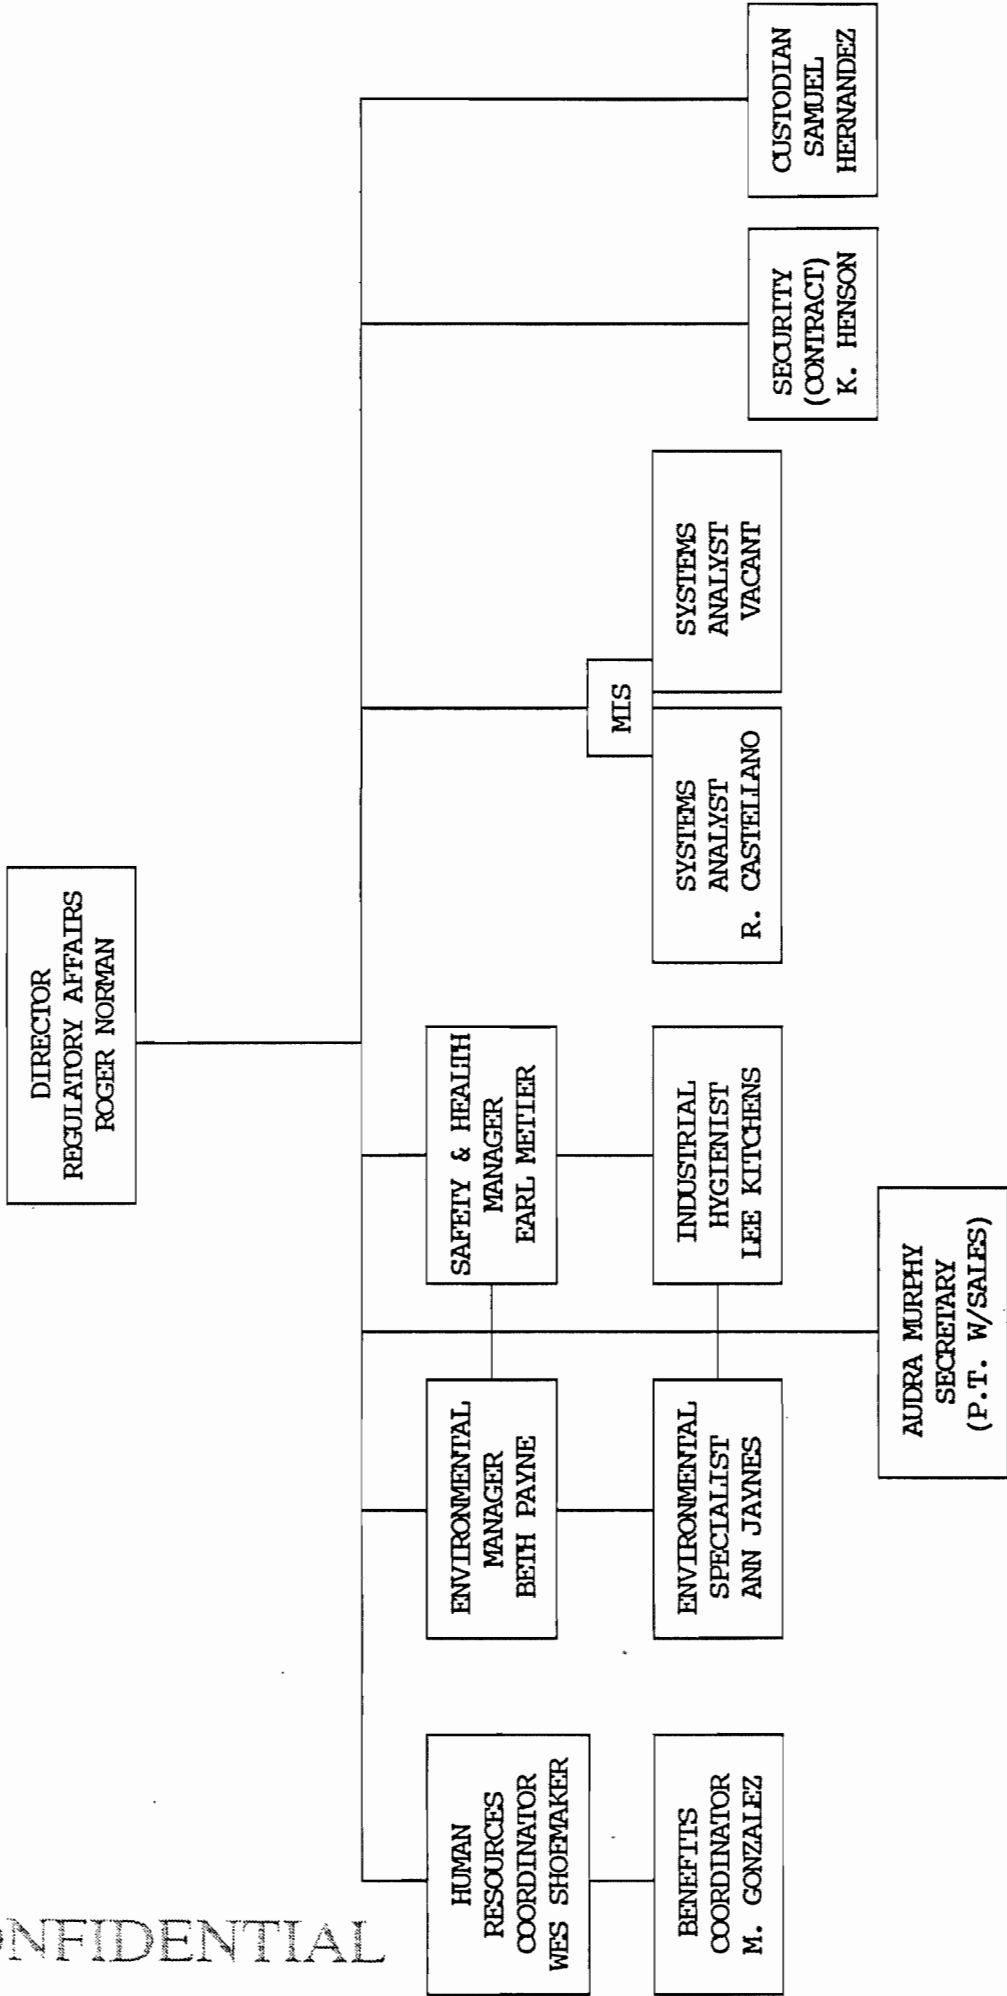 DIRECTOR
REGULATORY AFFAIRS
ROGER NORMAN
HUMAN
RESOURCES
COORDINATOR
WES SHOEMAKER
ENVIRONMENTAL
MANAGER
BETH PAYNE
SAFETY & HEALTH
MANAGER
EARL METIER
MIS
BENEFITS
COORDINATOR
M. GONZALEZ
ENVIRONMENTAL
SPECIALIST
ANN JAYNES
INDUSTRIAL
HYGIENIST
LEE KITCHENS
SYSTEMS
ANALYST
R. CASTELLANO
SYSTEMS
ANALYST
VACANT
SECURITY
(CONTRACT)
K. HENSON
CUSTODIAN
SAMUEL
HERNANDEZ
AUDRA MURPHY
SECRETARY
(P.T. W/SALES)
ONFIDENTIAL